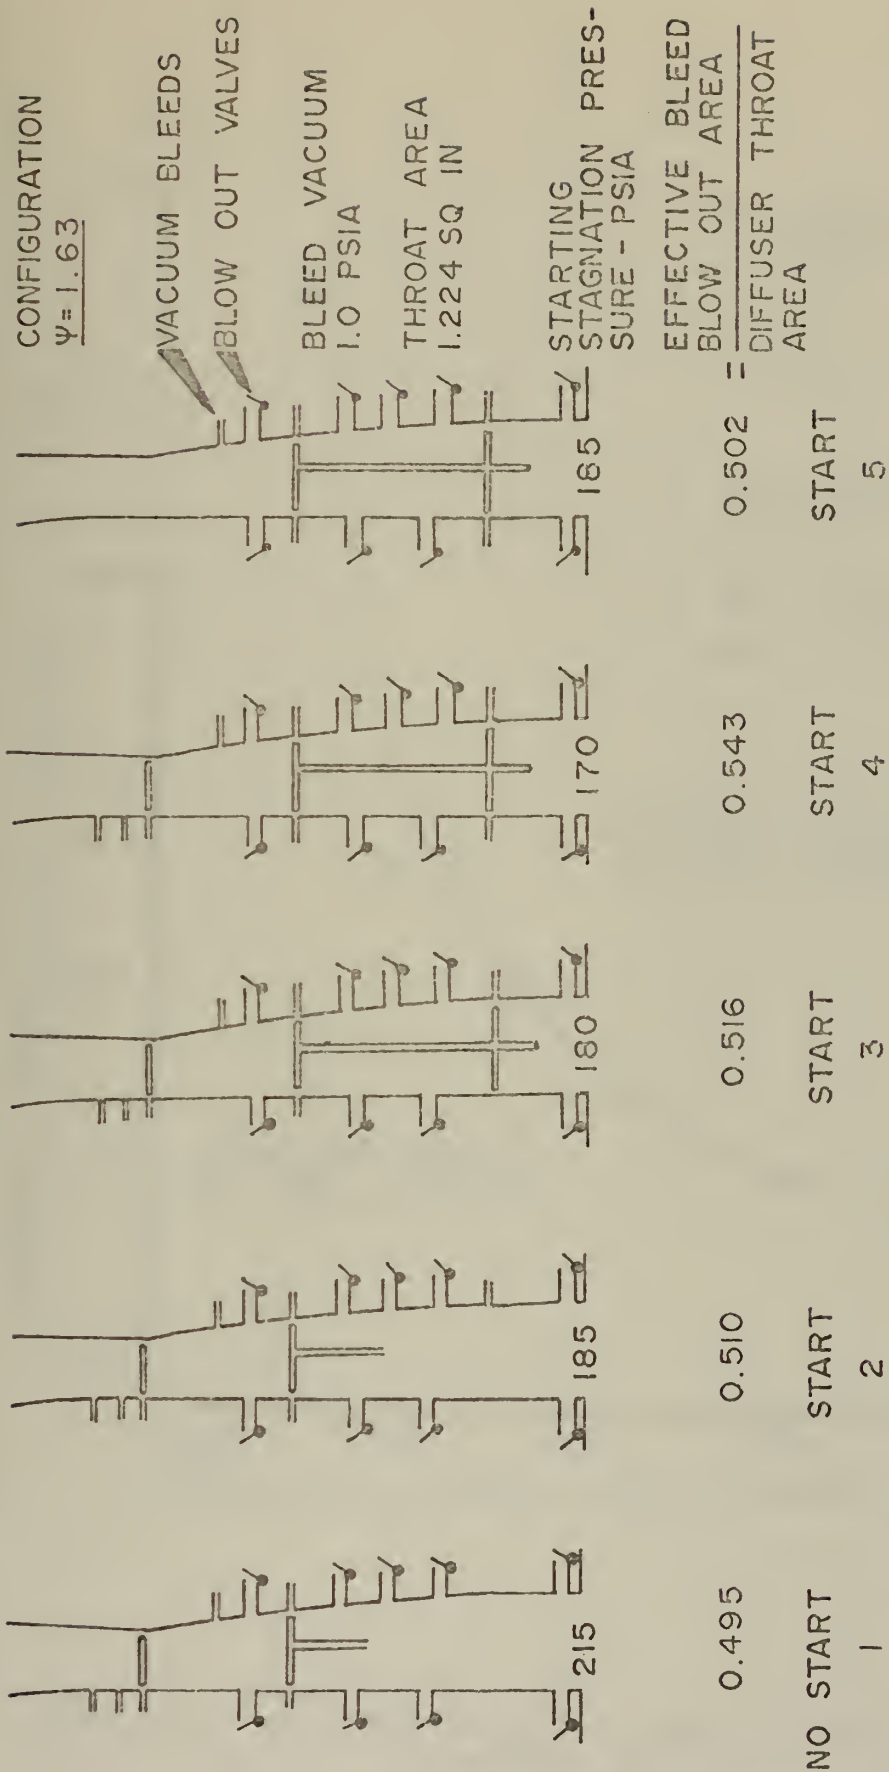 CONFIGURATION
Ψ = 1.63
VACUUM BLEEDS
BLOW OUT VALVES
BLEED VACUUM
1.0 PSIA
THROAT AREA
1.224 SQ IN
STARTING
STAGNATION PRES-
SURE - PSIA
215 185 180 170 185
EFFECTIVE BLEED
BLOW OUT AREA
DIFFUSER THROAT
AREA
0.495 0.510 0.516 0.543 0.502 =
NO START START START START START
1 2 3 4 5